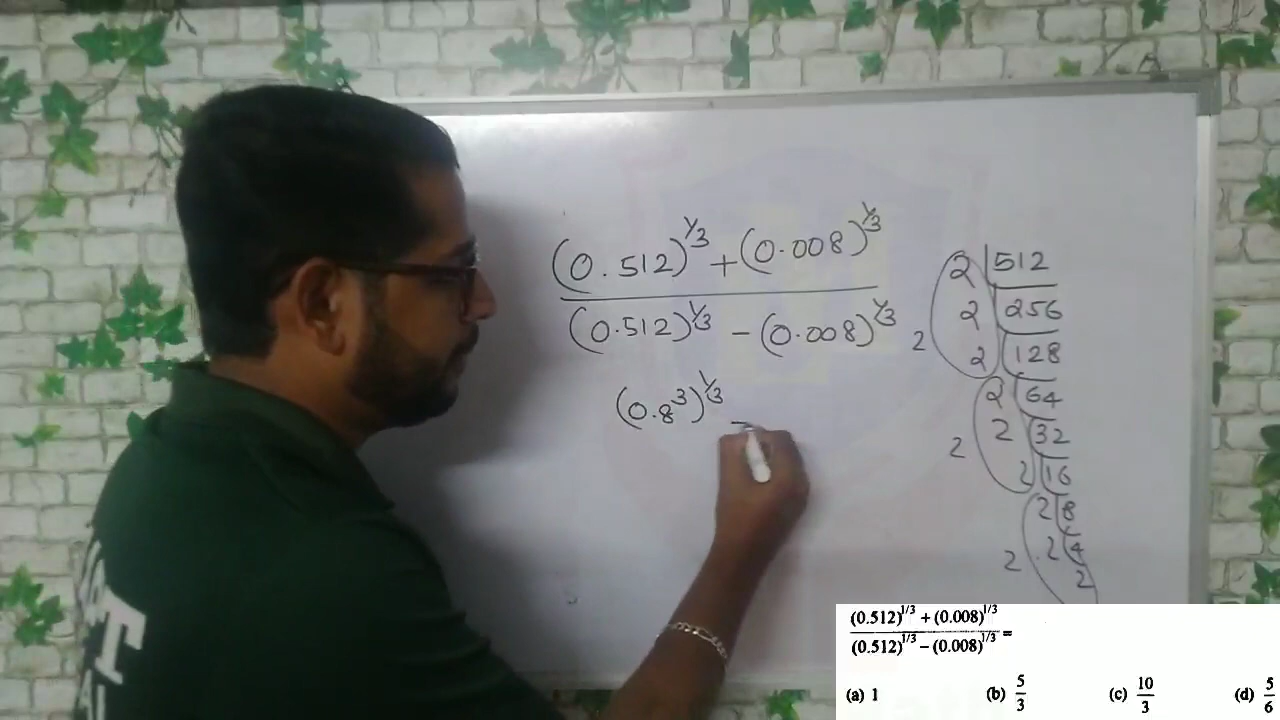 (0.512)^1/3 + (0.008)^1/3
(0.512)^1/3 - (0.008)^1/3
(0.8^3)^1/3
2 512
2 256
2 2 128
2 64
2 2 32
2 16
2 8
2 2 4
2
(0.512)^1/3 + (0.008)^1/3
(0.512)^1/3 - (0.008)^1/3 =
(a) 1 (b) 5/3 (c) 10/3 (d) 5/6